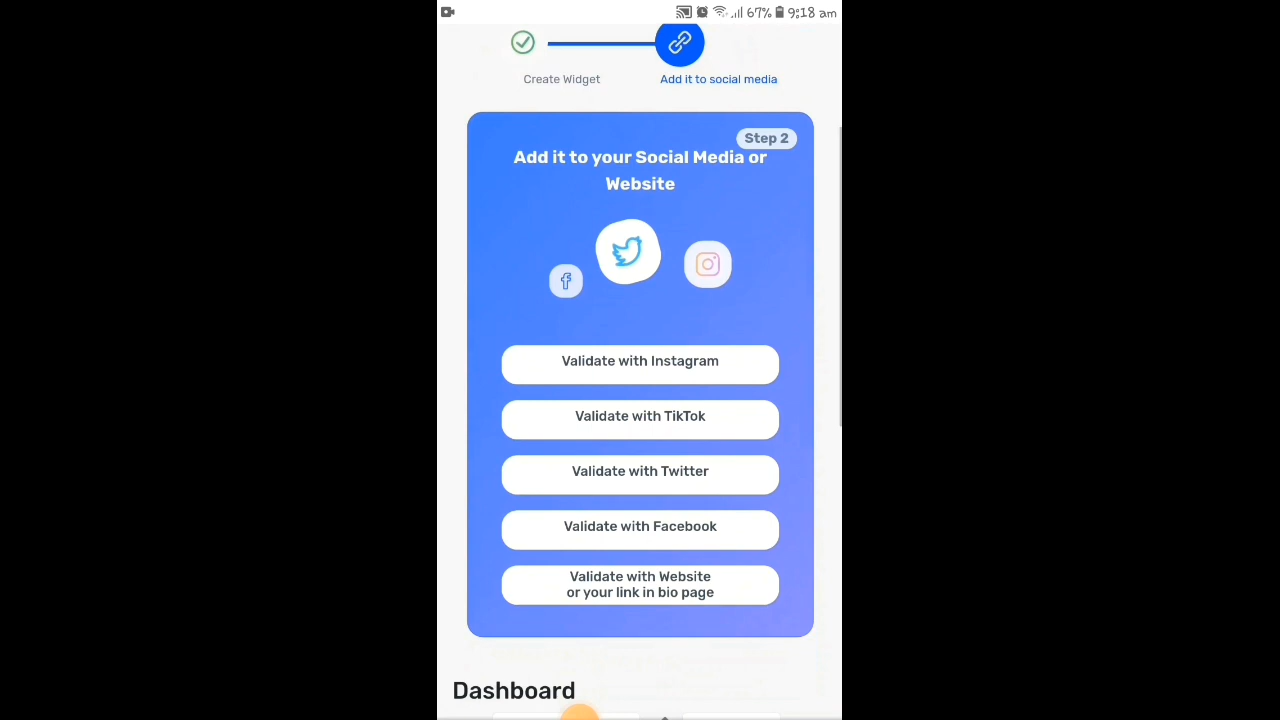 67% 9:18 am
Create Widget
Add it to social media
Step 2
Add it to your Social Media or
Website
Validate with Instagram
Validate with TikTok
Validate with Twitter
Validate with Facebook
Validate with Website
or your link in bio page
Dashboard